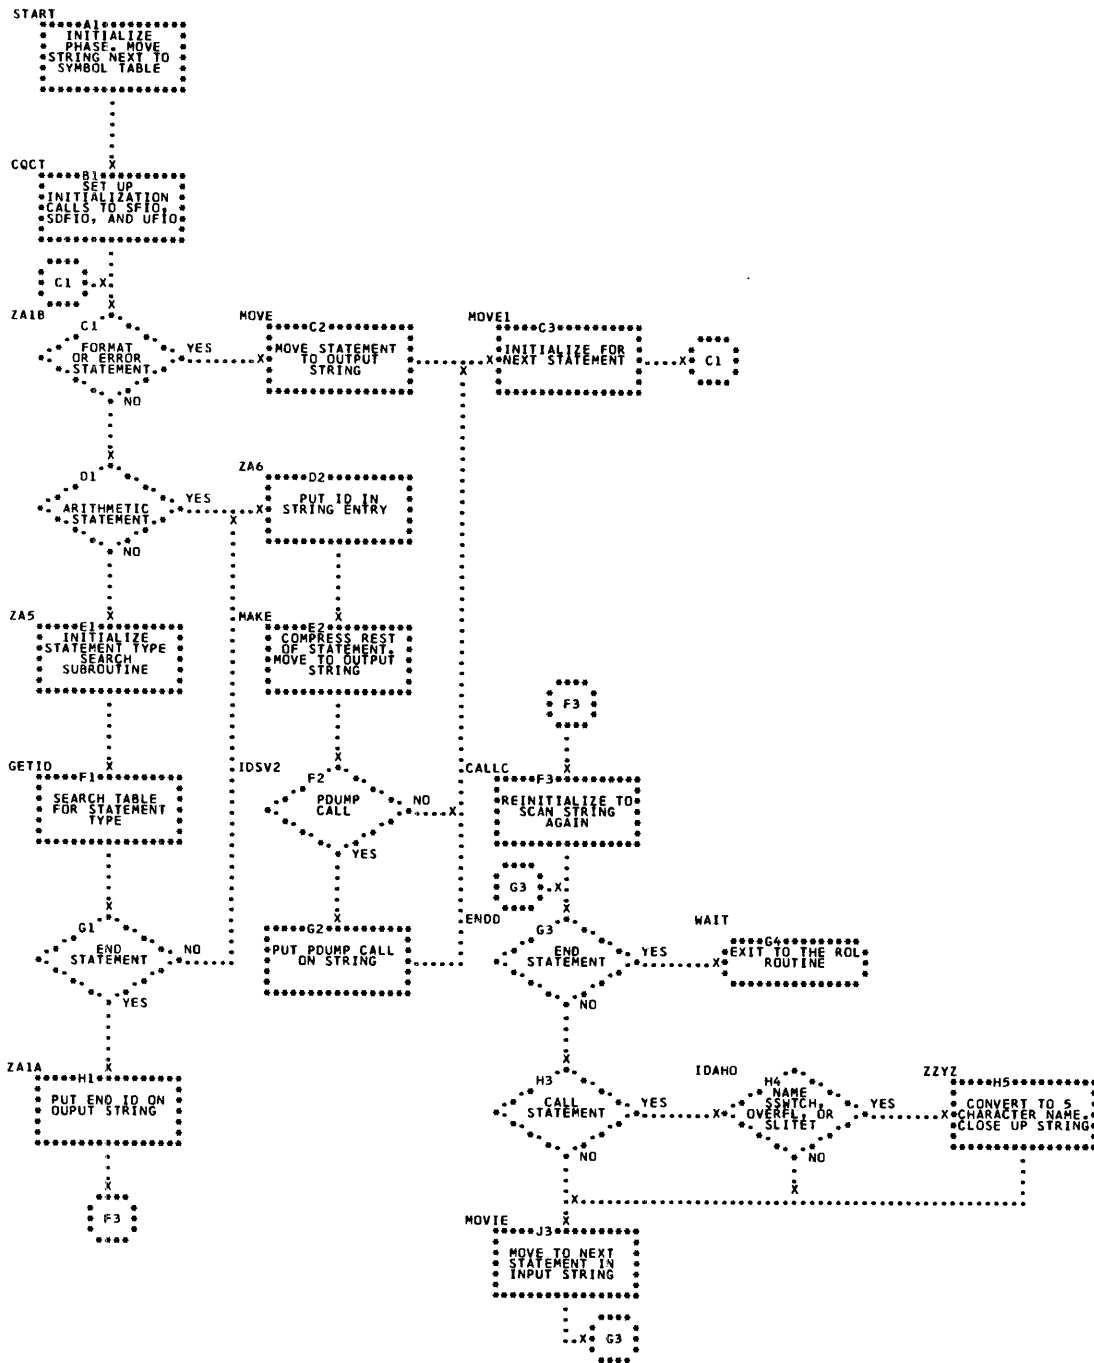 START
A1
INITIALIZE
PHASE. MOVE
STRING NEXT TO
SYMBOL TABLE
CQCT
B1
SET UP
INITIALIZATION
CALLS TO SFIO,
SDFIO, AND UFIO
C1
ZA1B
C1
FORMAT
OR ERROR
STATEMENT
YES
NO
MOVE
C2
MOVE STATEMENT
TO OUTPUT
STRING
MOVE1
C3
INITIALIZE FOR
NEXT STATEMENT
C1
D1
ARITHMETIC
STATEMENT
YES
NO
ZA6
D2
PUT ID IN
STRING ENTRY
ZA5
E1
INITIALIZE
STATEMENT TYPE
SEARCH
SUBROUTINE
MAKE
E2
COMPRESS REST
OF STATEMENT.
MOVE TO OUTPUT
STRING
F3
GETID
F1
SEARCH TABLE
FOR STATEMENT
TYPE
IDSV2
F2
PDUMP
CALL
NO
YES
CALLC
F3
REINITIALIZE TO
SCAN STRING
AGAIN
G3
G1
END
STATEMENT
NO
YES
G2
PUT PDUMP CALL
ON STRING
ENDD
G3
END
STATEMENT
YES
NO
WAIT
G4
EXIT TO THE ROL
ROUTINE
ZA1A
H1
PUT END ID ON
OUPUT STRING
H3
CALL
STATEMENT
YES
NO
IDAHO
H4
NAME
SSWTCH,
OVERFL, OR
SLITET
YES
NO
ZZYZ
H5
CONVERT TO 5
CHARACTER NAME.
CLOSE UP STRING
F3
MOVIE
J3
MOVE TO NEXT
STATEMENT IN
INPUT STRING
G3